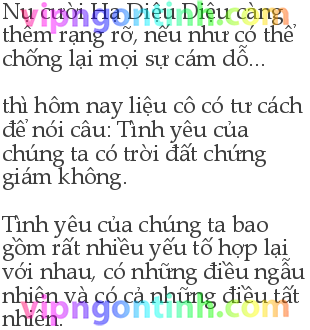 Nụ cười Hạ Diệu Diệu càng
thêm rạng rỡ, nếu như có thể
chống lại mọi sự cám dỗ...
thì hôm nay liệu cô có tư cách
để nói câu: Tình yêu của
chúng ta có trời đất chứng
giám không.
Tình yêu của chúng ta bao
gồm rất nhiều yếu tố hợp lại
với nhau, có những điều ngẫu
nhiên và có cả những điều tất
nhiên.
vipngontinh.com
vipngontinh.com
vipngontinh.com